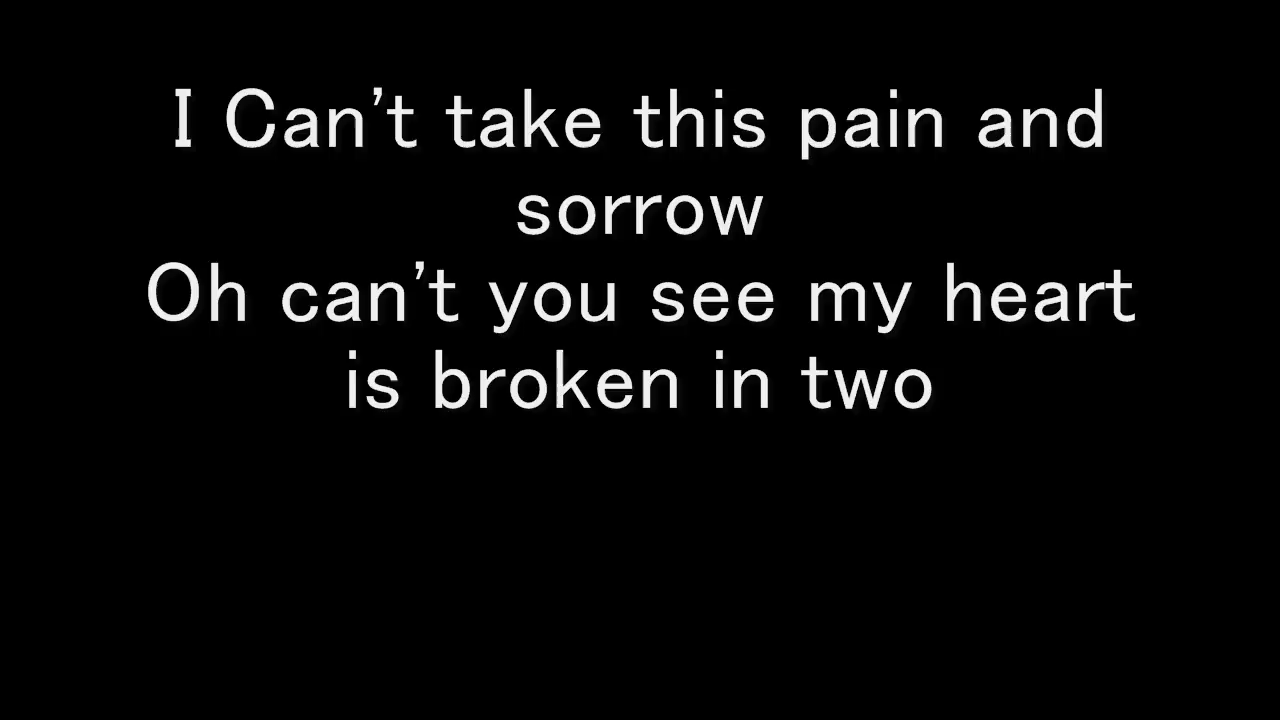 I Can't take this pain and
sorrow
Oh can't you see my heart
is broken in two